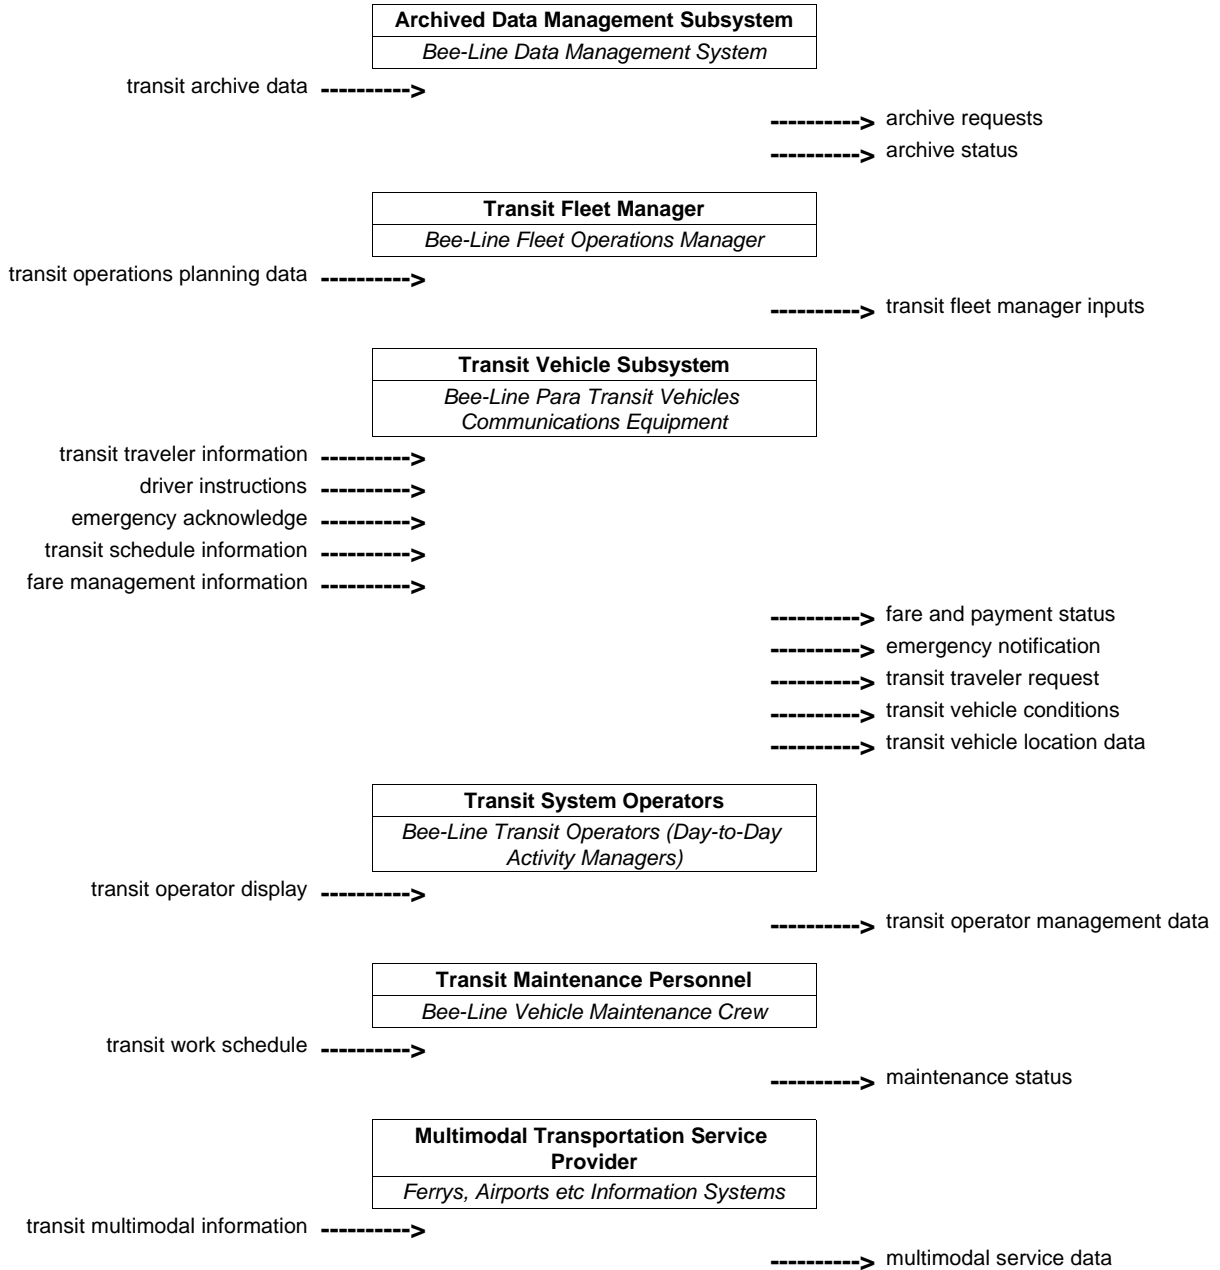 Archived Data Management Subsystem
Bee-Line Data Management System
transit archive data ---------->
----------> archive requests
----------> archive status
Transit Fleet Manager
Bee-Line Fleet Operations Manager
transit operations planning data ---------->
----------> transit fleet manager inputs
Transit Vehicle Subsystem
Bee-Line Para Transit Vehicles
Communications Equipment
transit traveler information ---------->
driver instructions ---------->
emergency acknowledge ---------->
transit schedule information ---------->
fare management information ---------->
----------> fare and payment status
----------> emergency notification
----------> transit traveler request
----------> transit vehicle conditions
----------> transit vehicle location data
Transit System Operators
Bee-Line Transit Operators (Day-to-Day
Activity Managers)
transit operator display ---------->
----------> transit operator management data
Transit Maintenance Personnel
Bee-Line Vehicle Maintenance Crew
transit work schedule ---------->
----------> maintenance status
Multimodal Transportation Service
Provider
Ferrys, Airports etc Information Systems
transit multimodal information ---------->
----------> multimodal service data